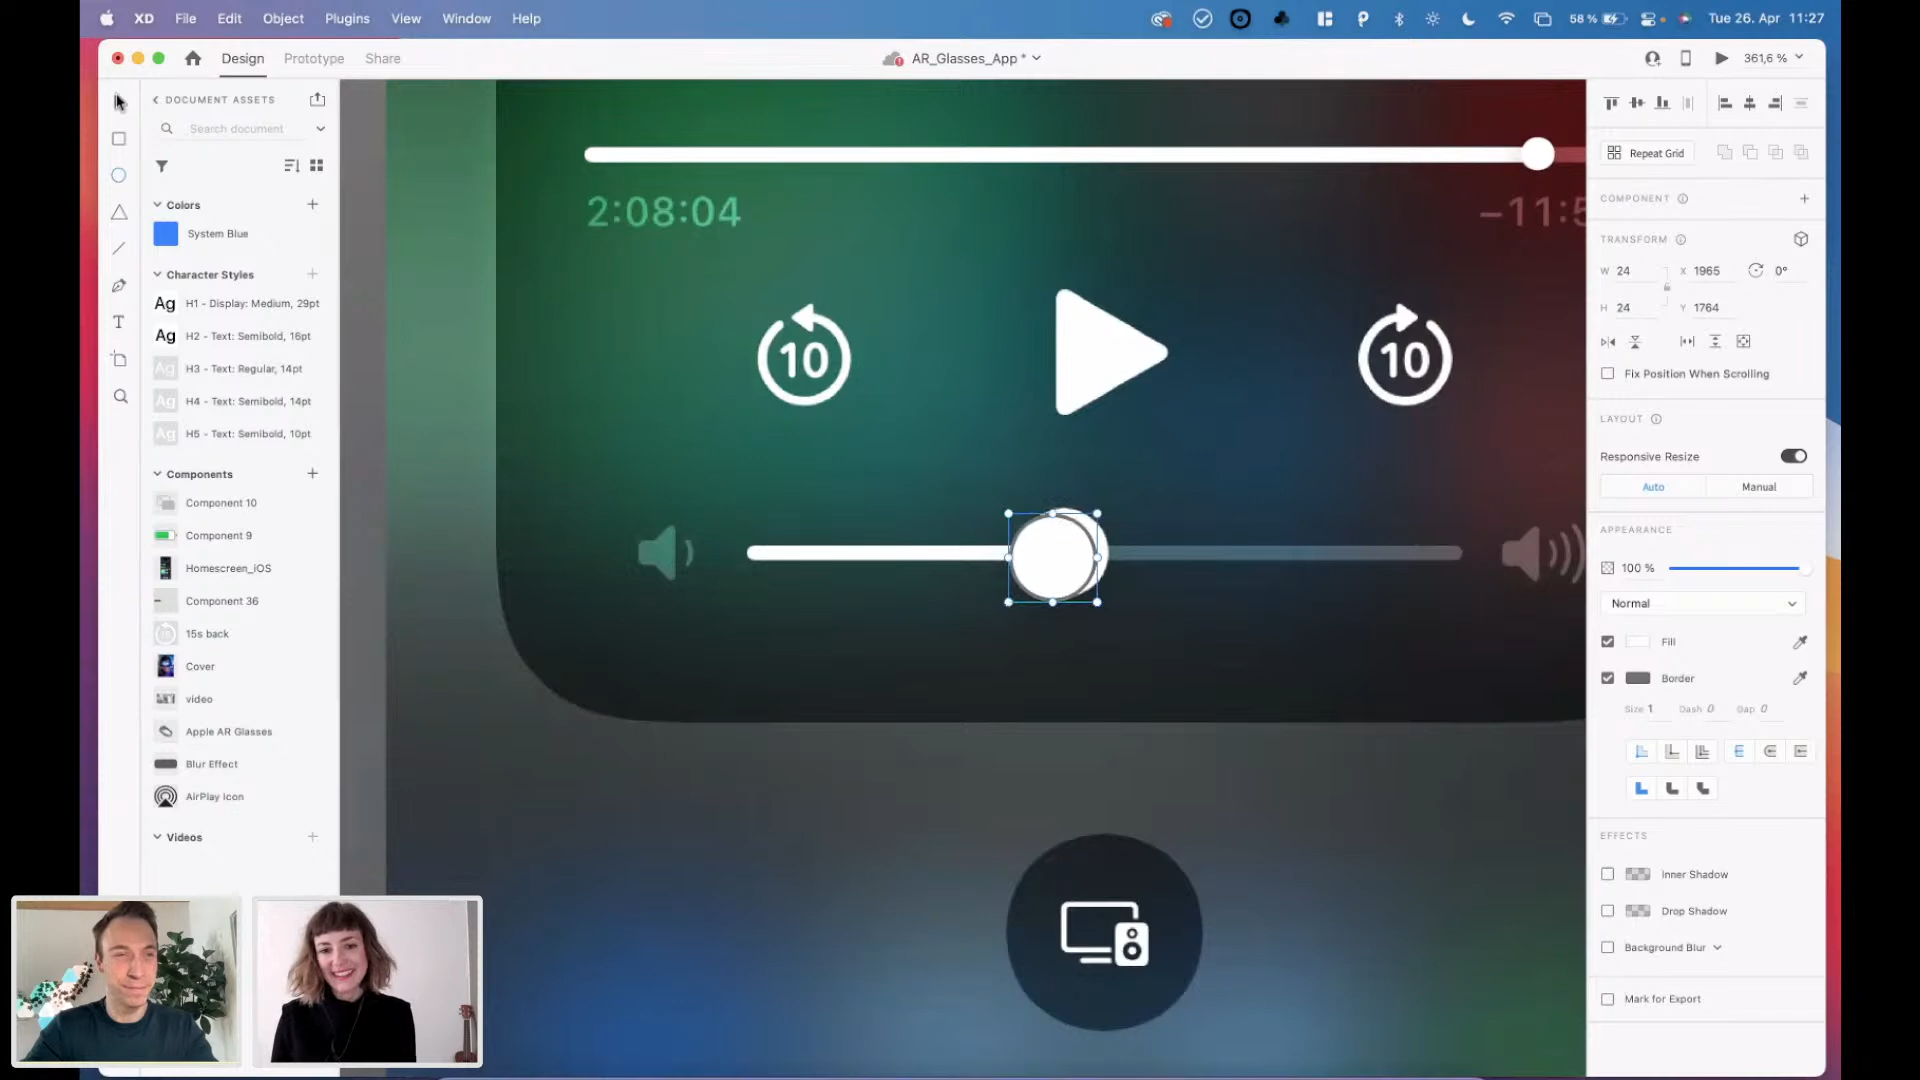 XD File Edit Object Plugins View Window Help
58 % Tue 26. Apr 11:27
Design Prototype Share
AR_Glasses_App *
361,6 %
DOCUMENT ASSETS
Search document
Colors
System Blue
Character Styles
Ag H1 - Display: Medium, 29pt
Ag H2 - Text: Semibold, 16pt
Ag H3 - Text: Regular, 14pt
Ag H4 - Text: Semibold, 14pt
Ag H5 - Text: Semibold, 10pt
Components
Component 10
Component 9
Homescreen_iOS
Component 36
15s back
Cover
video
Apple AR Glasses
Blur Effect
AirPlay Icon
Videos
2:08:04
−11:5
10
10
Repeat Grid
COMPONENT
TRANSFORM
W 24 X 1965 0°
H 24 Y 1764
Fix Position When Scrolling
LAYOUT
Responsive Resize
Auto Manual
APPEARANCE
100 %
Normal
Fill
Border
Size 1 Dash 0 Gap 0
EFFECTS
Inner Shadow
Drop Shadow
Background Blur
Mark for Export